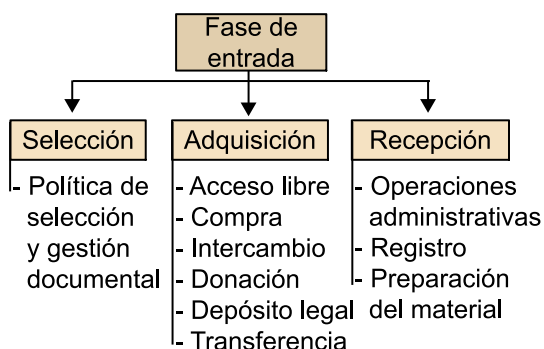 Fase de
entrada
Selección
- Política de
selección
y gestión
documental
Adquisición
- Acceso libre
- Compra
- Intercambio
- Donación
- Depósito legal
- Transferencia
Recepción
- Operaciones
administrativas
- Registro
- Preparación
del material